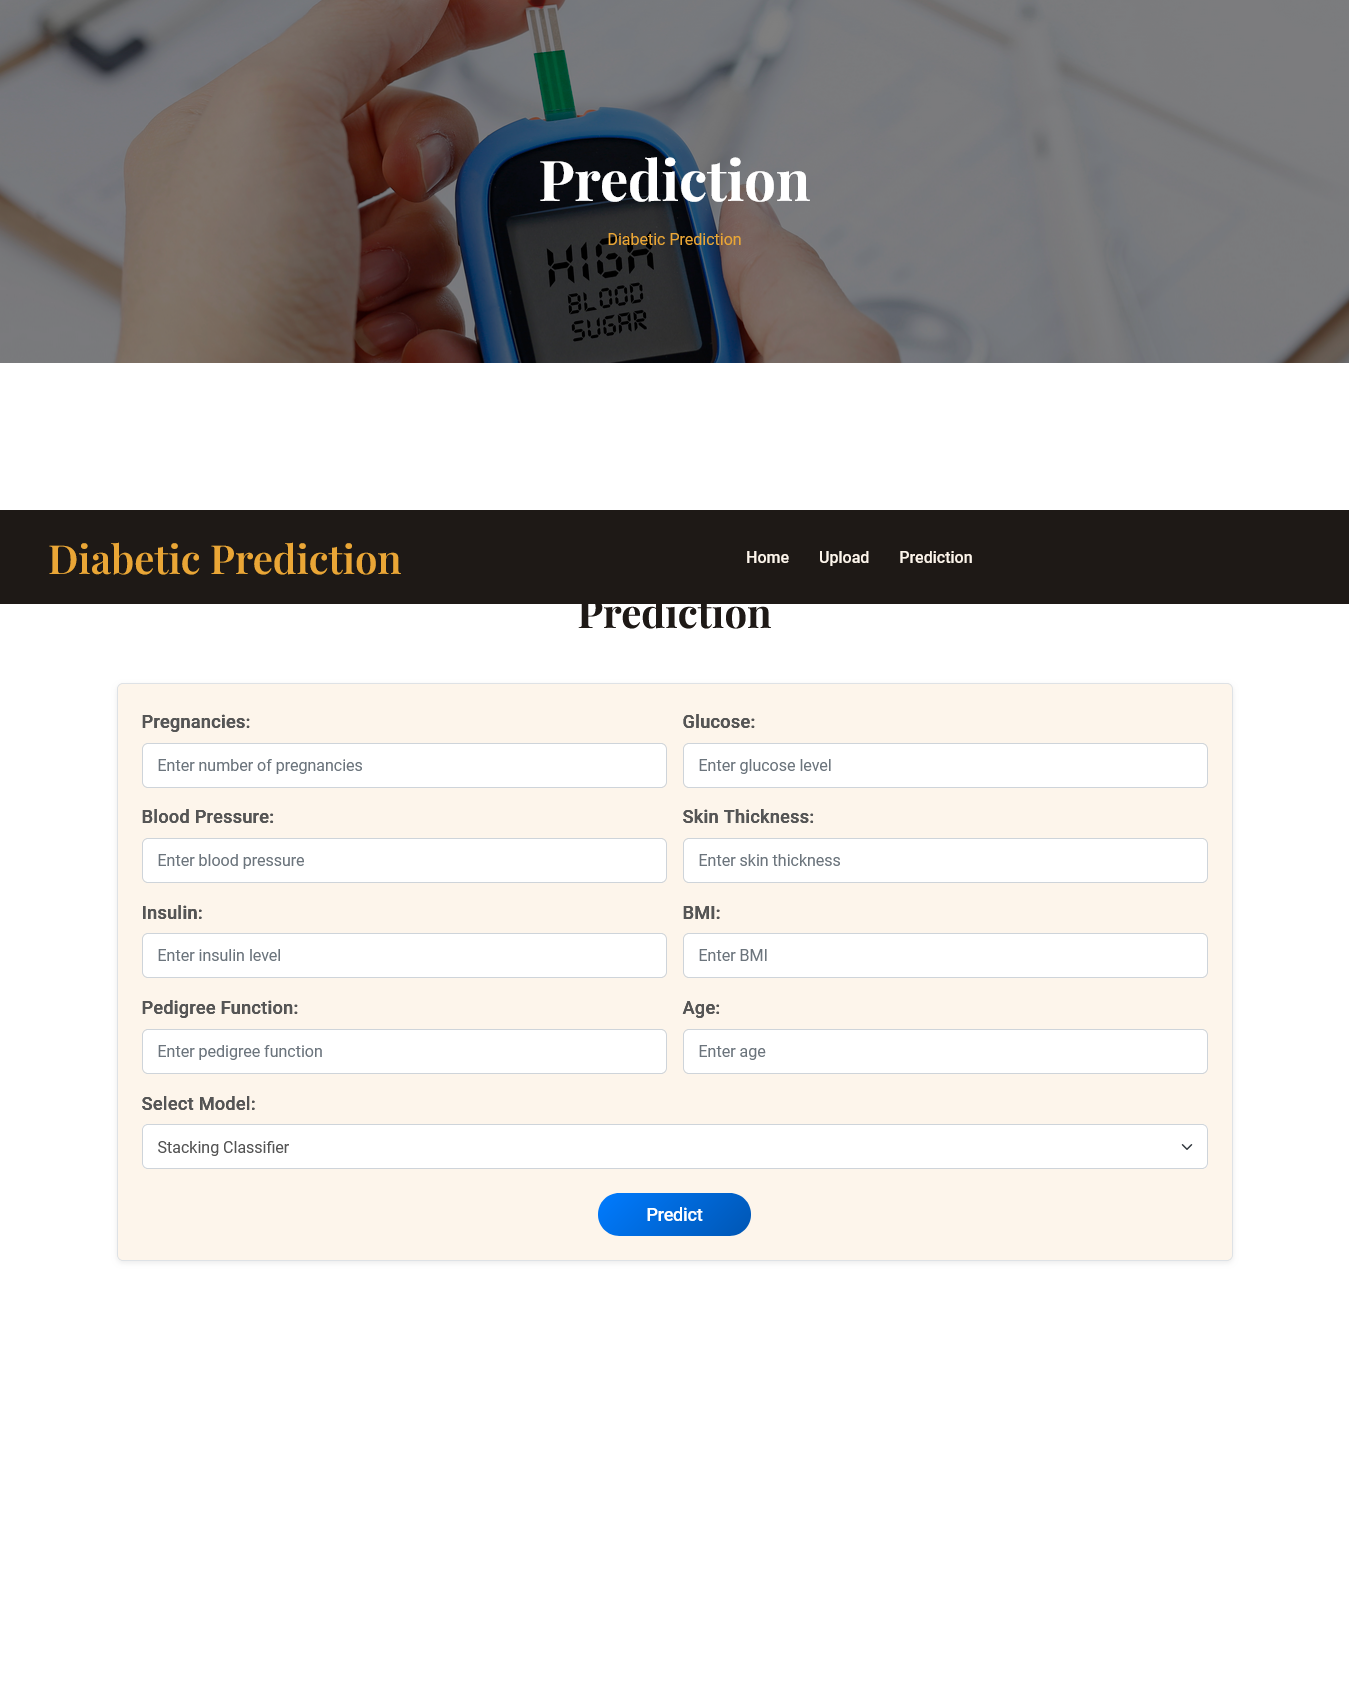 Prediction
Diabetic Prediction
HIGH
BLOOD
SUGAR
Diabetic Prediction
Home
Upload
Prediction
Prediction
Pregnancies:
Glucose:
Enter number of pregnancies
Enter glucose level
Blood Pressure:
Skin Thickness:
Enter blood pressure
Enter skin thickness
Insulin:
BMI:
Enter insulin level
Enter BMI
Pedigree Function:
Age:
Enter pedigree function
Enter age
Select Model:
Stacking Classifier
Predict